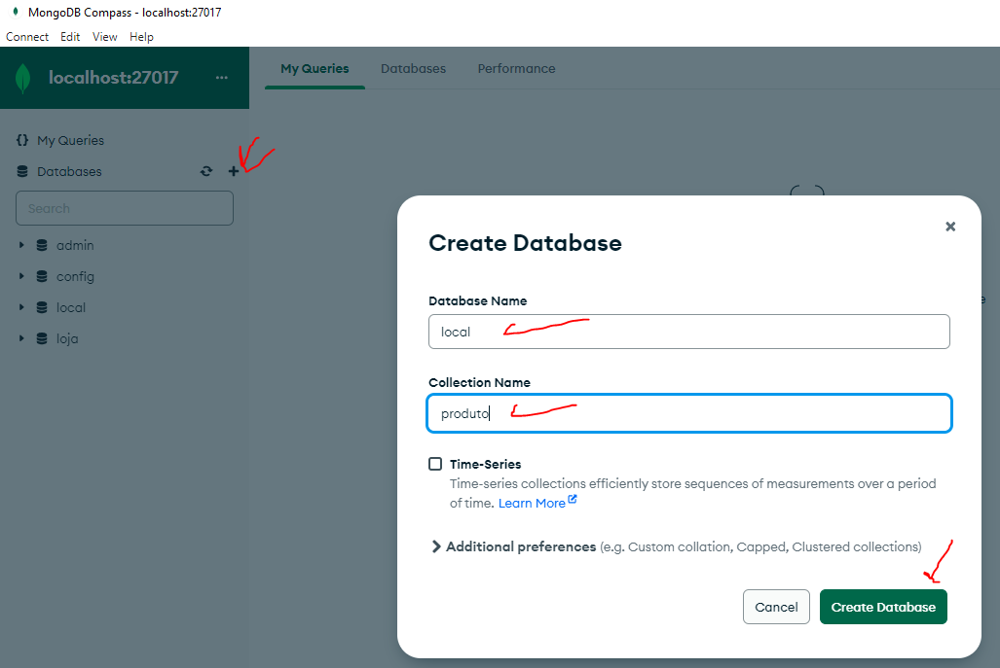 MongoDB Compass - localhost:27017
Connect Edit View Help
localhost:27017 ...
My Queries Databases Performance
{} My Queries
Databases
Search
admin
config
local
loja
Create Database
Database Name
local
Collection Name
produto
Time-Series
Time-series collections efficiently store sequences of measurements over a period
of time. Learn More
Additional preferences (e.g. Custom collation, Capped, Clustered collections)
Cancel Create Database